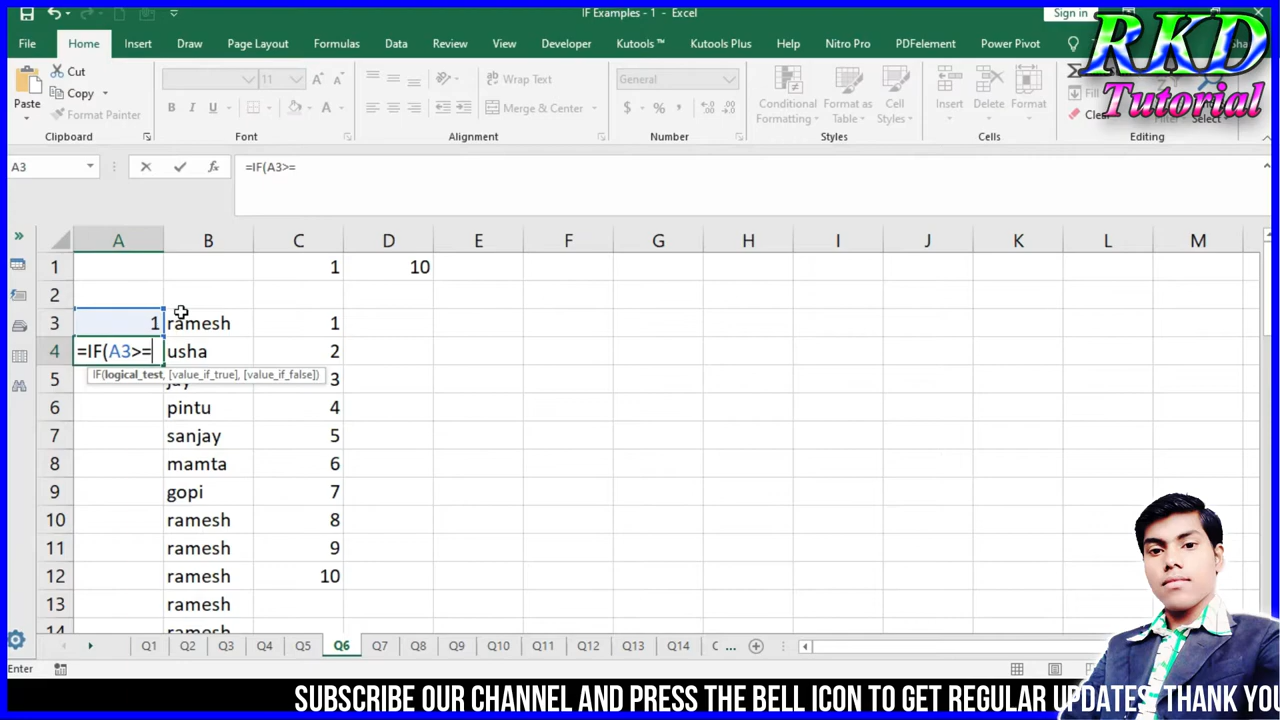 IF Examples - 1 - Excel
Sign in
File Home Insert Draw Page Layout Formulas Data Review View Developer Kutools ™ Kutools Plus Help Nitro Pro PDFelement Power Pivot
RKD
Tutorial
Paste
Cut
Copy
Format Painter
Wrap Text
Merge & Center
General
Conditional Formatting
Format as Table
Cell Styles
Insert
Delete
Format
Fill
Clear
Select
Clipboard Font Alignment Number Styles Cells Editing
A3
=IF(A3>=
A B C D E F G H I J K L M
1 1 10
2
3 1 ramesh 1
4 =IF(A3>= usha 2
IF(logical_test, [value_if_true], [value_if_false])
5 jay 3
6 pintu 4
7 sanjay 5
8 mamta 6
9 gopi 7
10 ramesh 8
11 ramesh 9
12 ramesh 10
13 ramesh
14 ramesh
Q1 Q2 Q3 Q4 Q5 Q6 Q7 Q8 Q9 Q10 Q11 Q12 Q13 Q14 ...
Enter
SUBSCRIBE OUR CHANNEL AND PRESS THE BELL ICON TO GET REGULAR UPDATES, THANK YOU